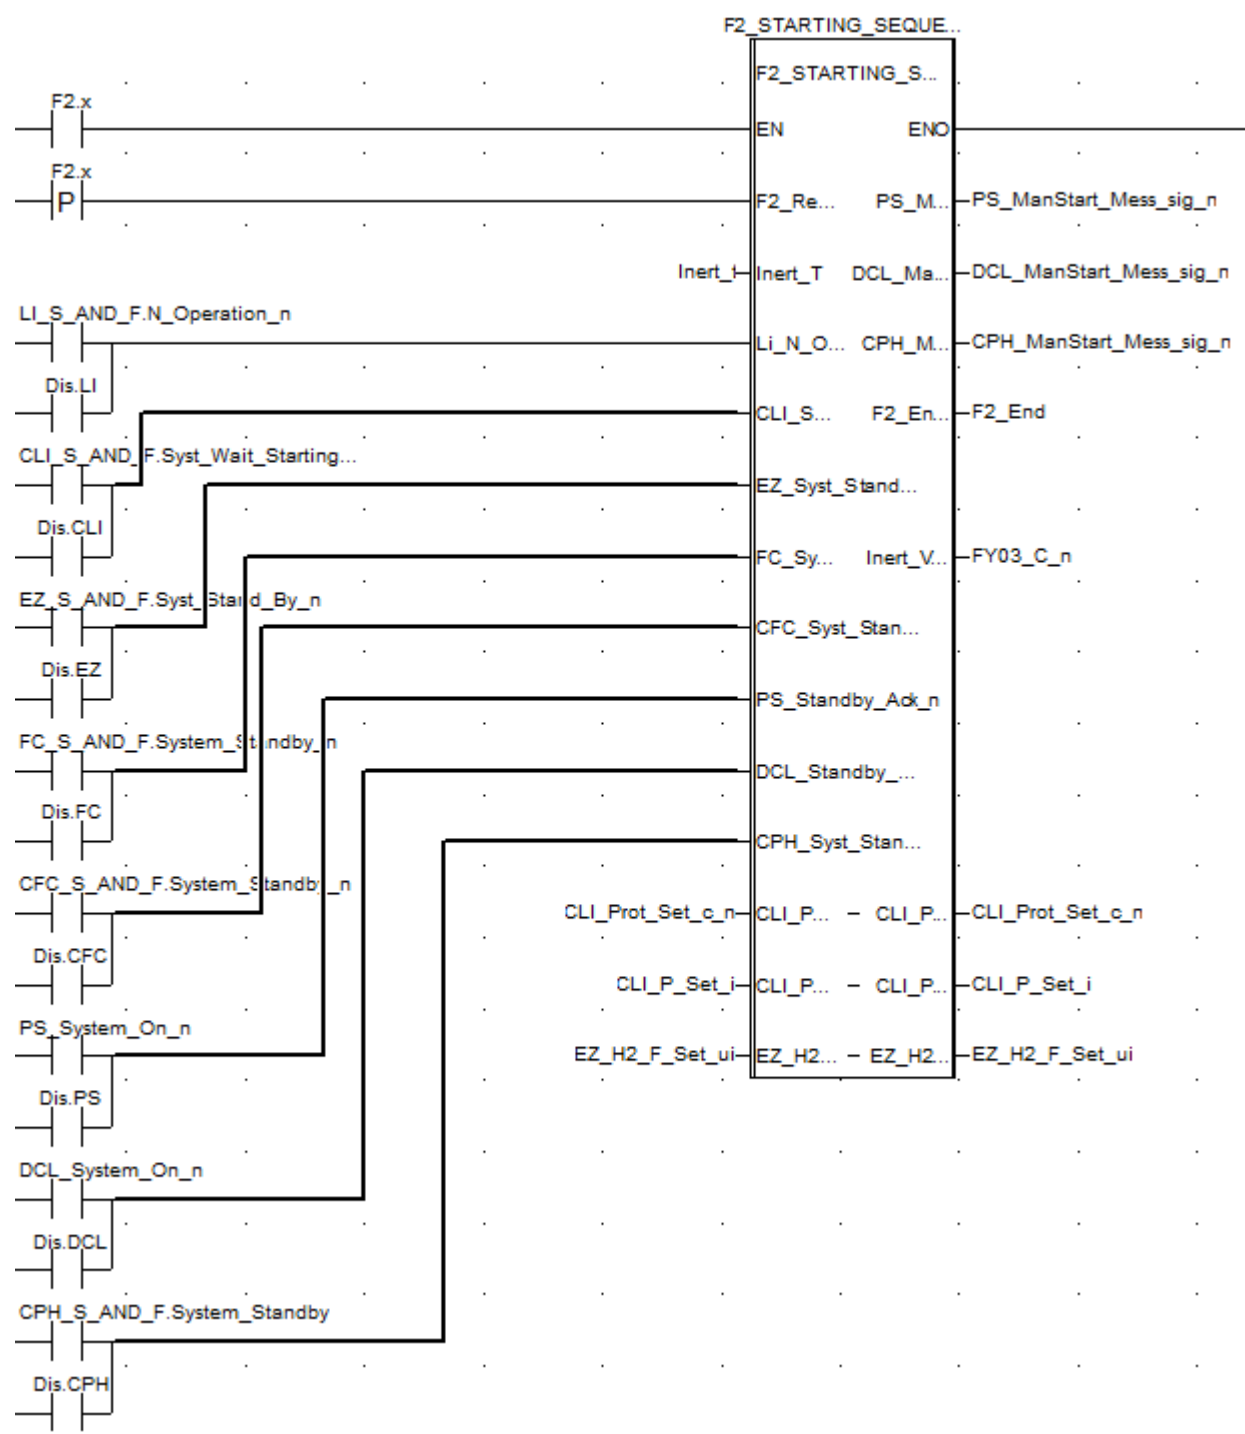 F2_STARTING_SEQUE...
F2_STARTING_S...
F2.x
EN ENO
F2.x
P
F2_Re... PS_M... PS_ManStart_Mess_sig_n
Inert_t Inert_T DCL_Ma... DCL_ManStart_Mess_sig_n
LI_S_AND_F.N_Operation_n
Li_N_O... CPH_M... CPH_ManStart_Mess_sig_n
Dis.LI
CLI_S... F2_En... F2_End
CLI_S_AND_F.Syst_Wait_Starting...
EZ_Syst_Stand...
Dis.CLI
FC_Sy... Inert_V... FY03_C_n
EZ_S_AND_F.Syst_Stand_By_n
CFC_Syst_Stan...
Dis.EZ
PS_Standby_Ack_n
FC_S_AND_F.System_Standby_n
DCL_Standby_...
Dis.FC
CPH_Syst_Stan...
CFC_S_AND_F.System_Standby_n
CLI_Prot_Set_c_n CLI_P... – CLI_P... CLI_Prot_Set_c_n
Dis.CFC
CLI_P_Set_i CLI_P... – CLI_P... CLI_P_Set_i
PS_System_On_n
EZ_H2_F_Set_ui EZ_H2... – EZ_H2... EZ_H2_F_Set_ui
Dis.PS
DCL_System_On_n
Dis.DCL
CPH_S_AND_F.System_Standby
Dis.CPH